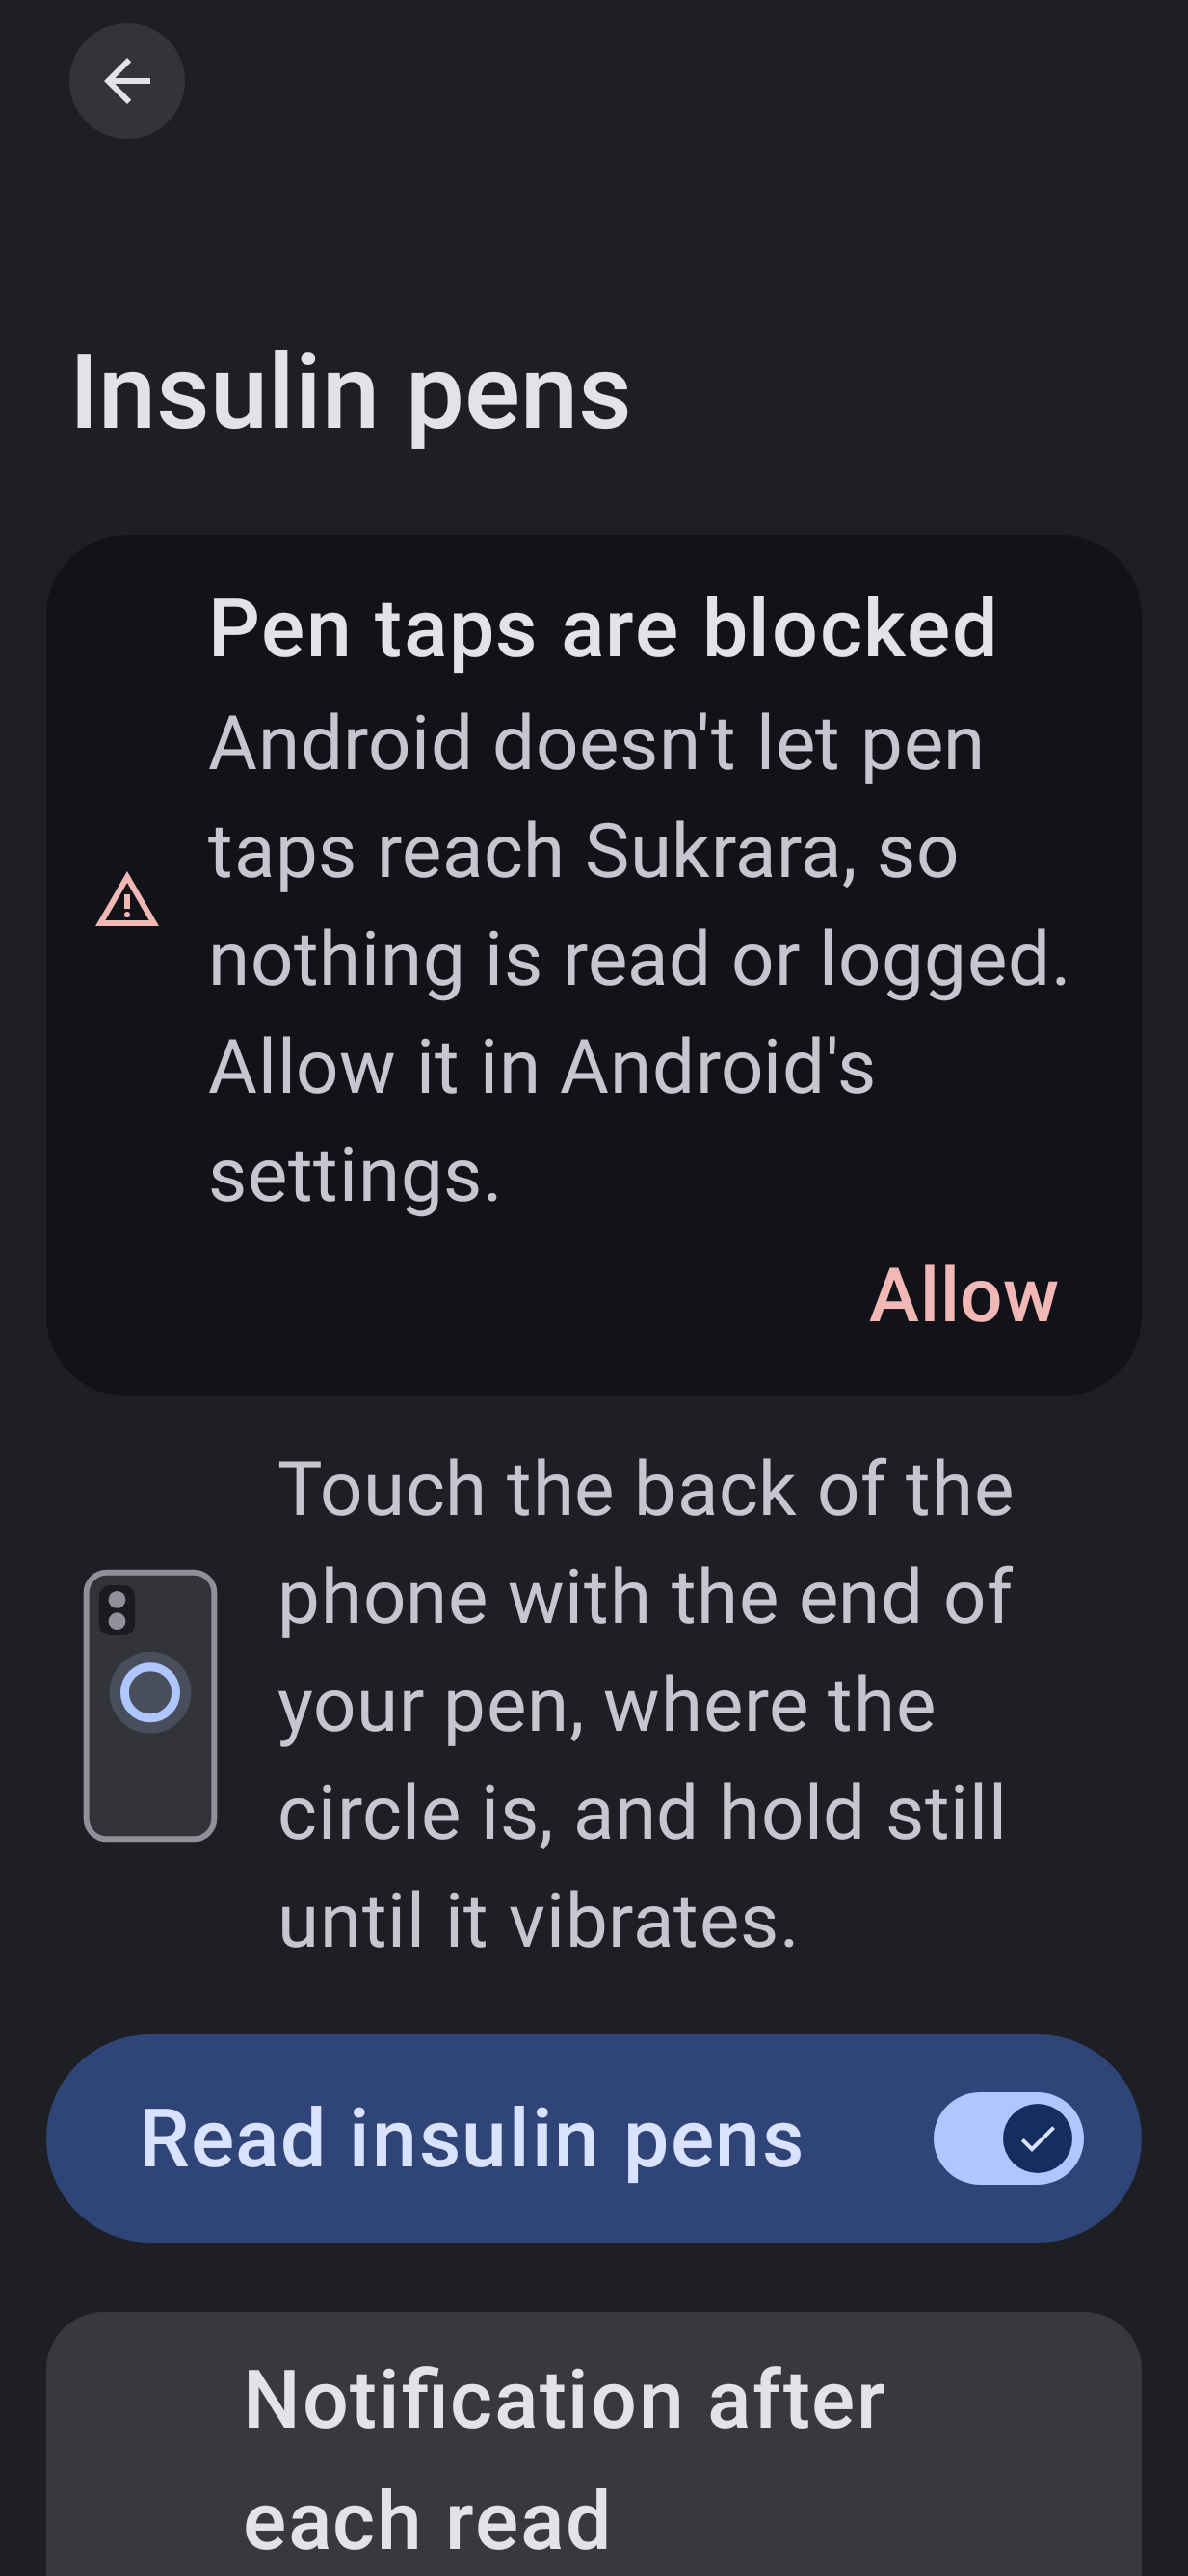 Insulin pens
Pen taps are blocked
Android doesn't let pen
taps reach Sukrara, so
nothing is read or logged.
Allow it in Android's
settings.
Allow
Touch the back of the
phone with the end of
your pen, where the
circle is, and hold still
until it vibrates.
Read insulin pens
Notification after
each read